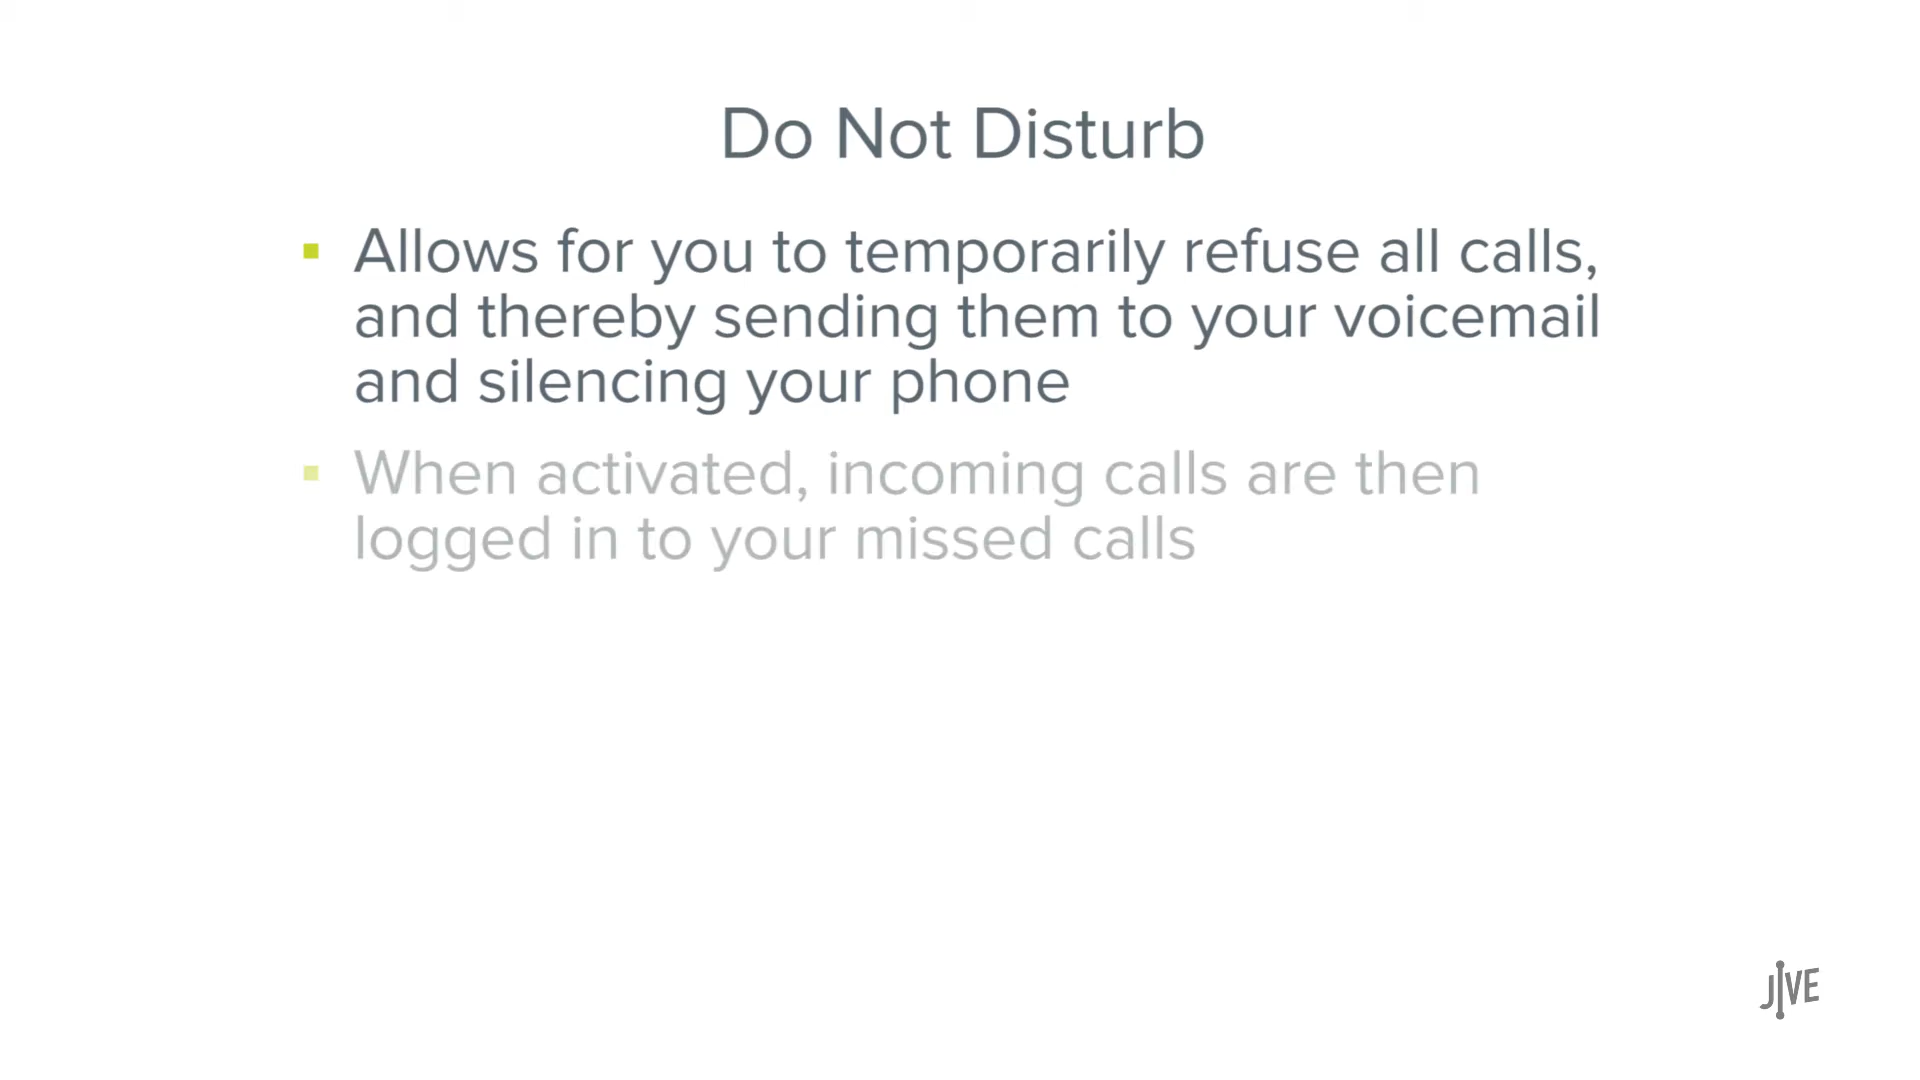 Do Not Disturb
Allows for you to temporarily refuse all calls,
and thereby sending them to your voicemail
and silencing your phone
When activated, incoming calls are then
logged in to your missed calls
JIVE